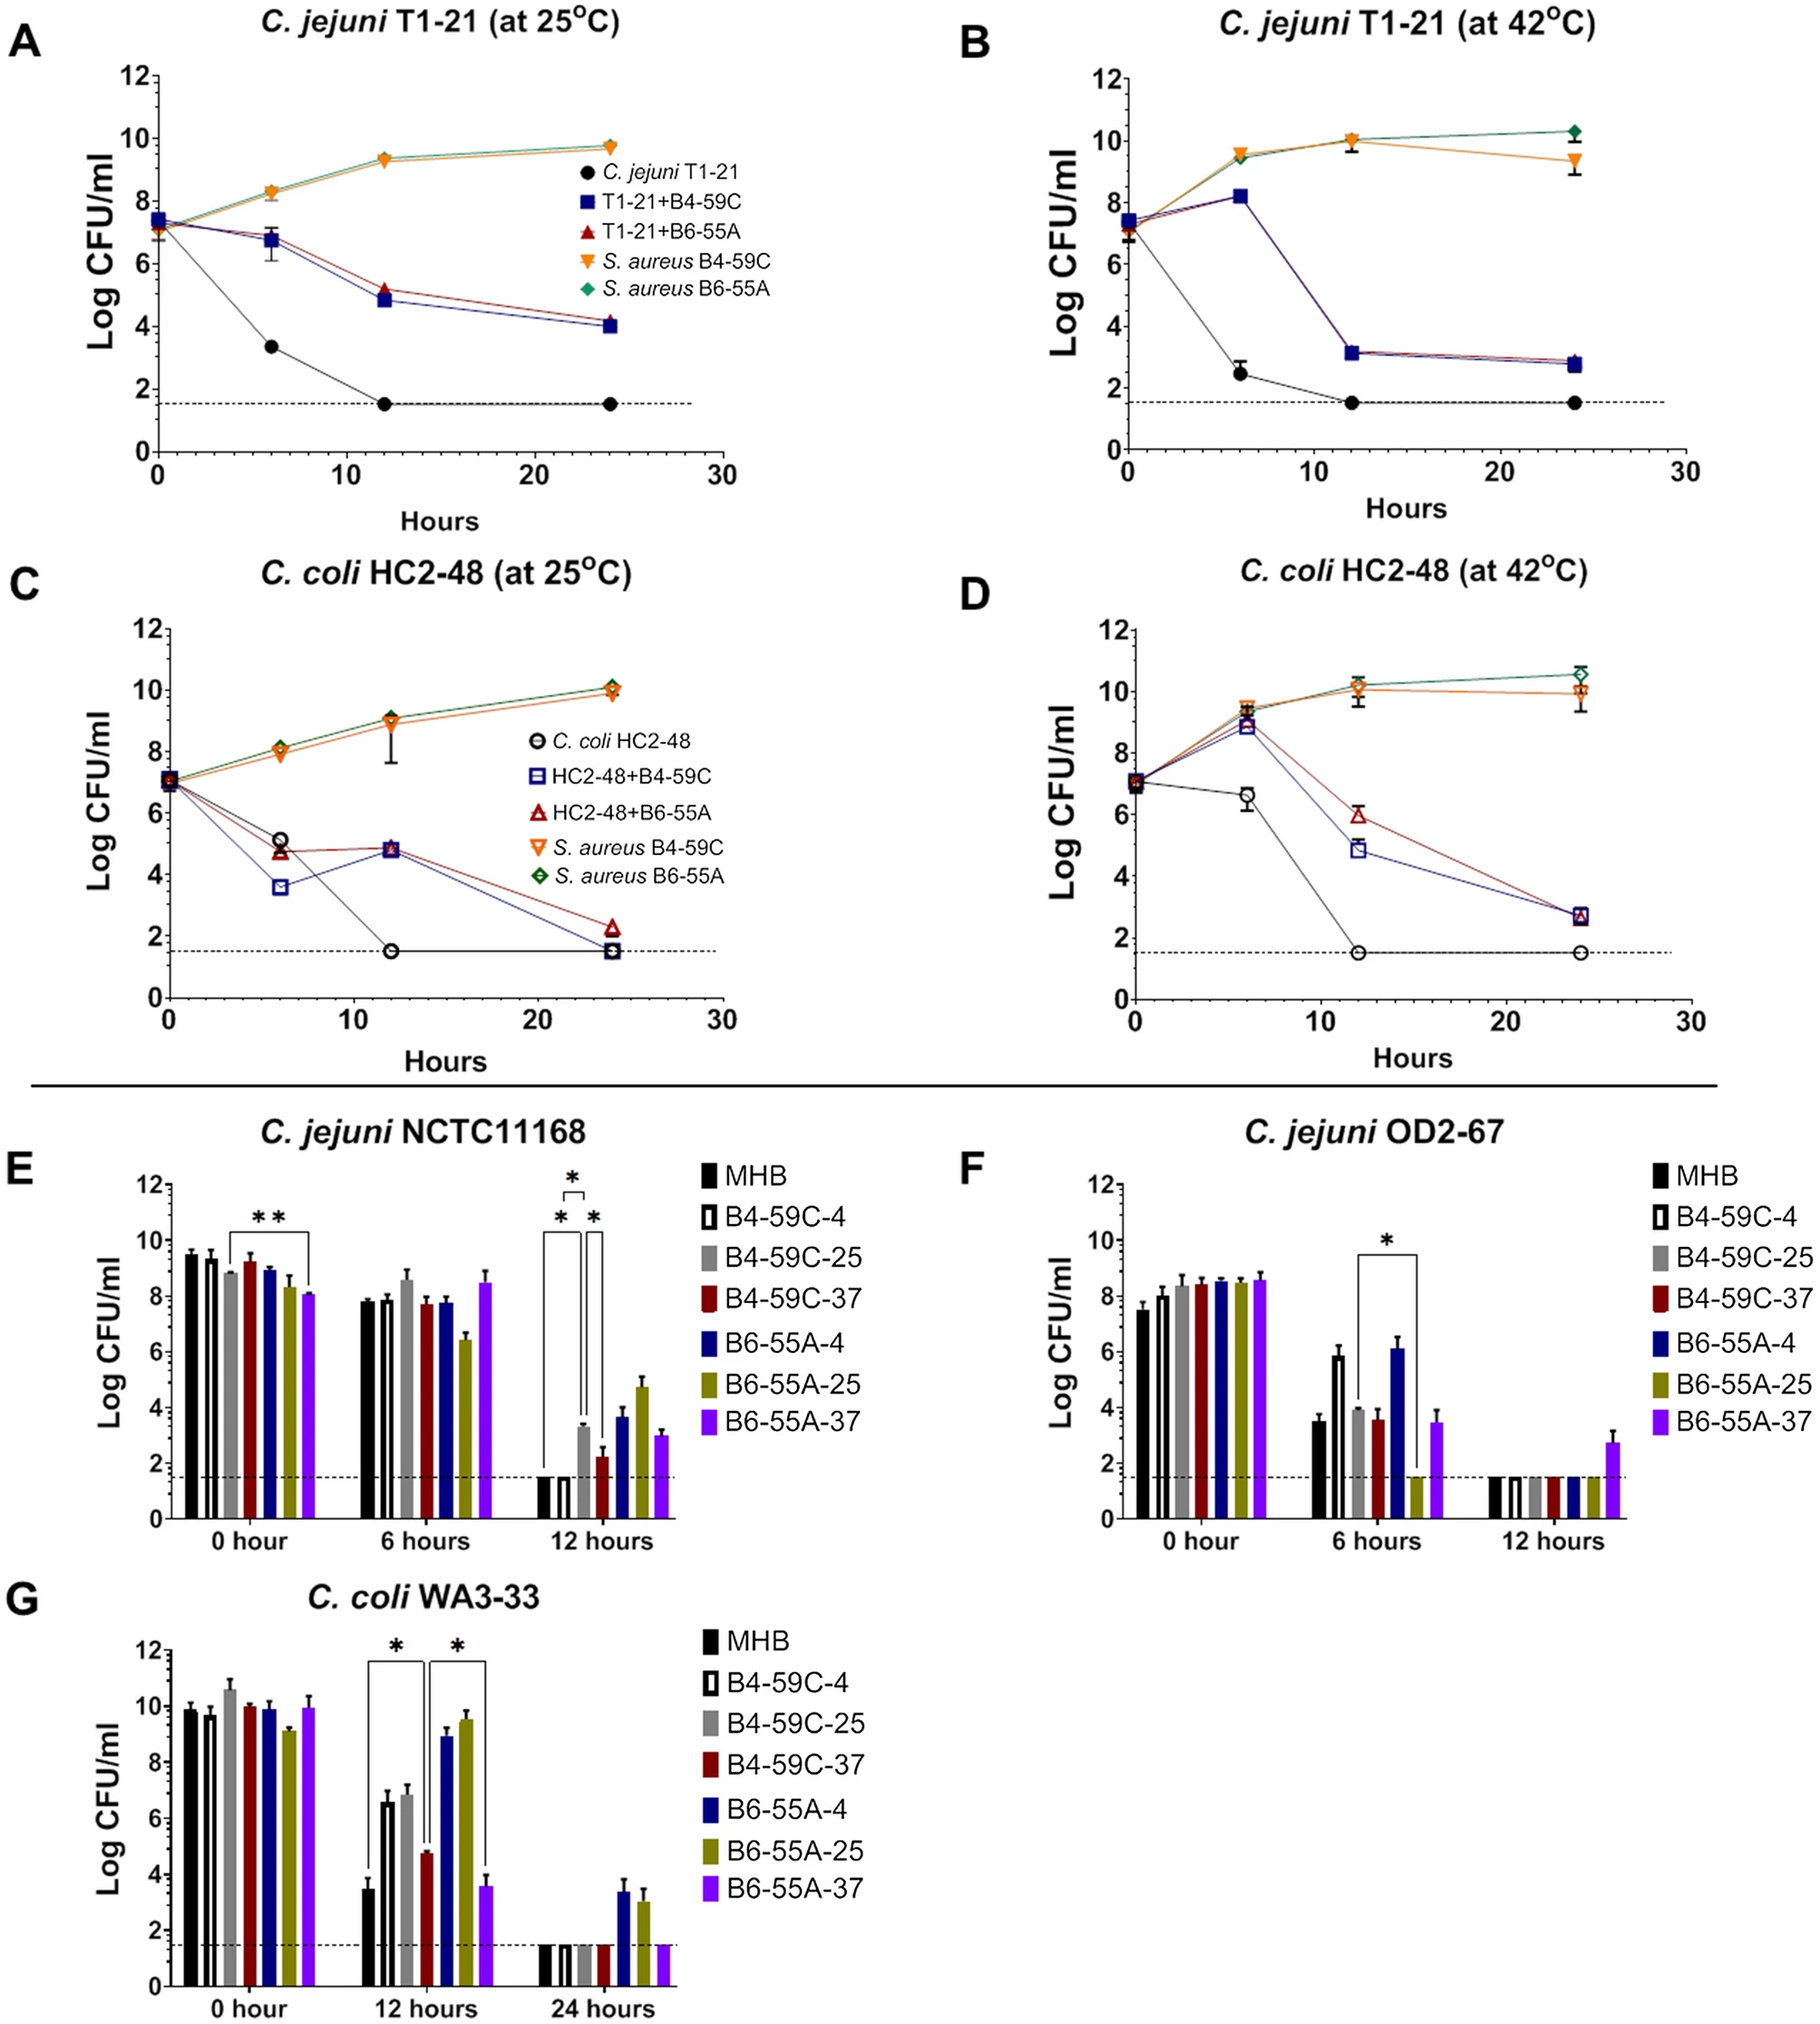 A
C. jejuni T1-21 (at 25°C)
Log CFU/ml
12
10
8
6
4
2
0
0 10 20 30
Hours
C. jejuni T1-21
T1-21+B4-59C
T1-21+B6-55A
S. aureus B4-59C
S. aureus B6-55A
B
C. jejuni T1-21 (at 42°C)
Log CFU/ml
12
10
8
6
4
2
0
0 10 20 30
Hours
C
C. coli HC2-48 (at 25°C)
Log CFU/ml
12
10
8
6
4
2
0
0 10 20 30
Hours
C. coli HC2-48
HC2-48+B4-59C
HC2-48+B6-55A
S. aureus B4-59C
S. aureus B6-55A
D
C. coli HC2-48 (at 42°C)
Log CFU/ml
12
10
8
6
4
2
0
0 10 20 30
Hours
E
C. jejuni NCTC11168
Log CFU/ml
12
10
8
6
4
2
0
**
*
* *
0 hour 6 hours 12 hours
MHB
B4-59C-4
B4-59C-25
B4-59C-37
B6-55A-4
B6-55A-25
B6-55A-37
F
C. jejuni OD2-67
Log CFU/ml
12
10
8
6
4
2
0
*
0 hour 6 hours 12 hours
MHB
B4-59C-4
B4-59C-25
B4-59C-37
B6-55A-4
B6-55A-25
B6-55A-37
G
C. coli WA3-33
Log CFU/ml
12
10
8
6
4
2
0
* *
0 hour 12 hours 24 hours
MHB
B4-59C-4
B4-59C-25
B4-59C-37
B6-55A-4
B6-55A-25
B6-55A-37